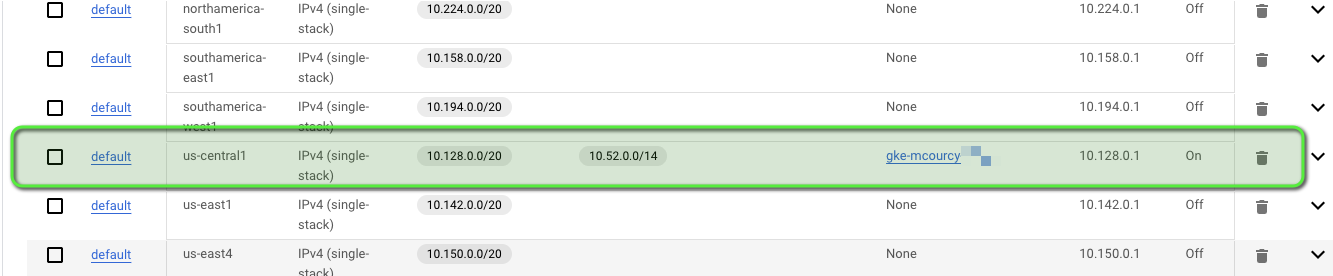 default northamerica- IPv4 (single- 10.224.0.0/20 None 10.224.0.1 Off
south1 stack)
default southamerica- IPv4 (single- 10.158.0.0/20 None 10.158.0.1 Off
east1 stack)
default southamerica- IPv4 (single- 10.194.0.0/20 None 10.194.0.1 Off
west1 stack)
default us-central1 IPv4 (single- 10.128.0.0/20 10.52.0.0/14 gke-mcourcy 10.128.0.1 On
stack)
default us-east1 IPv4 (single- 10.142.0.0/20 None 10.142.0.1 Off
stack)
default us-east4 IPv4 (single- 10.150.0.0/20 None 10.150.0.1 Off
stack)